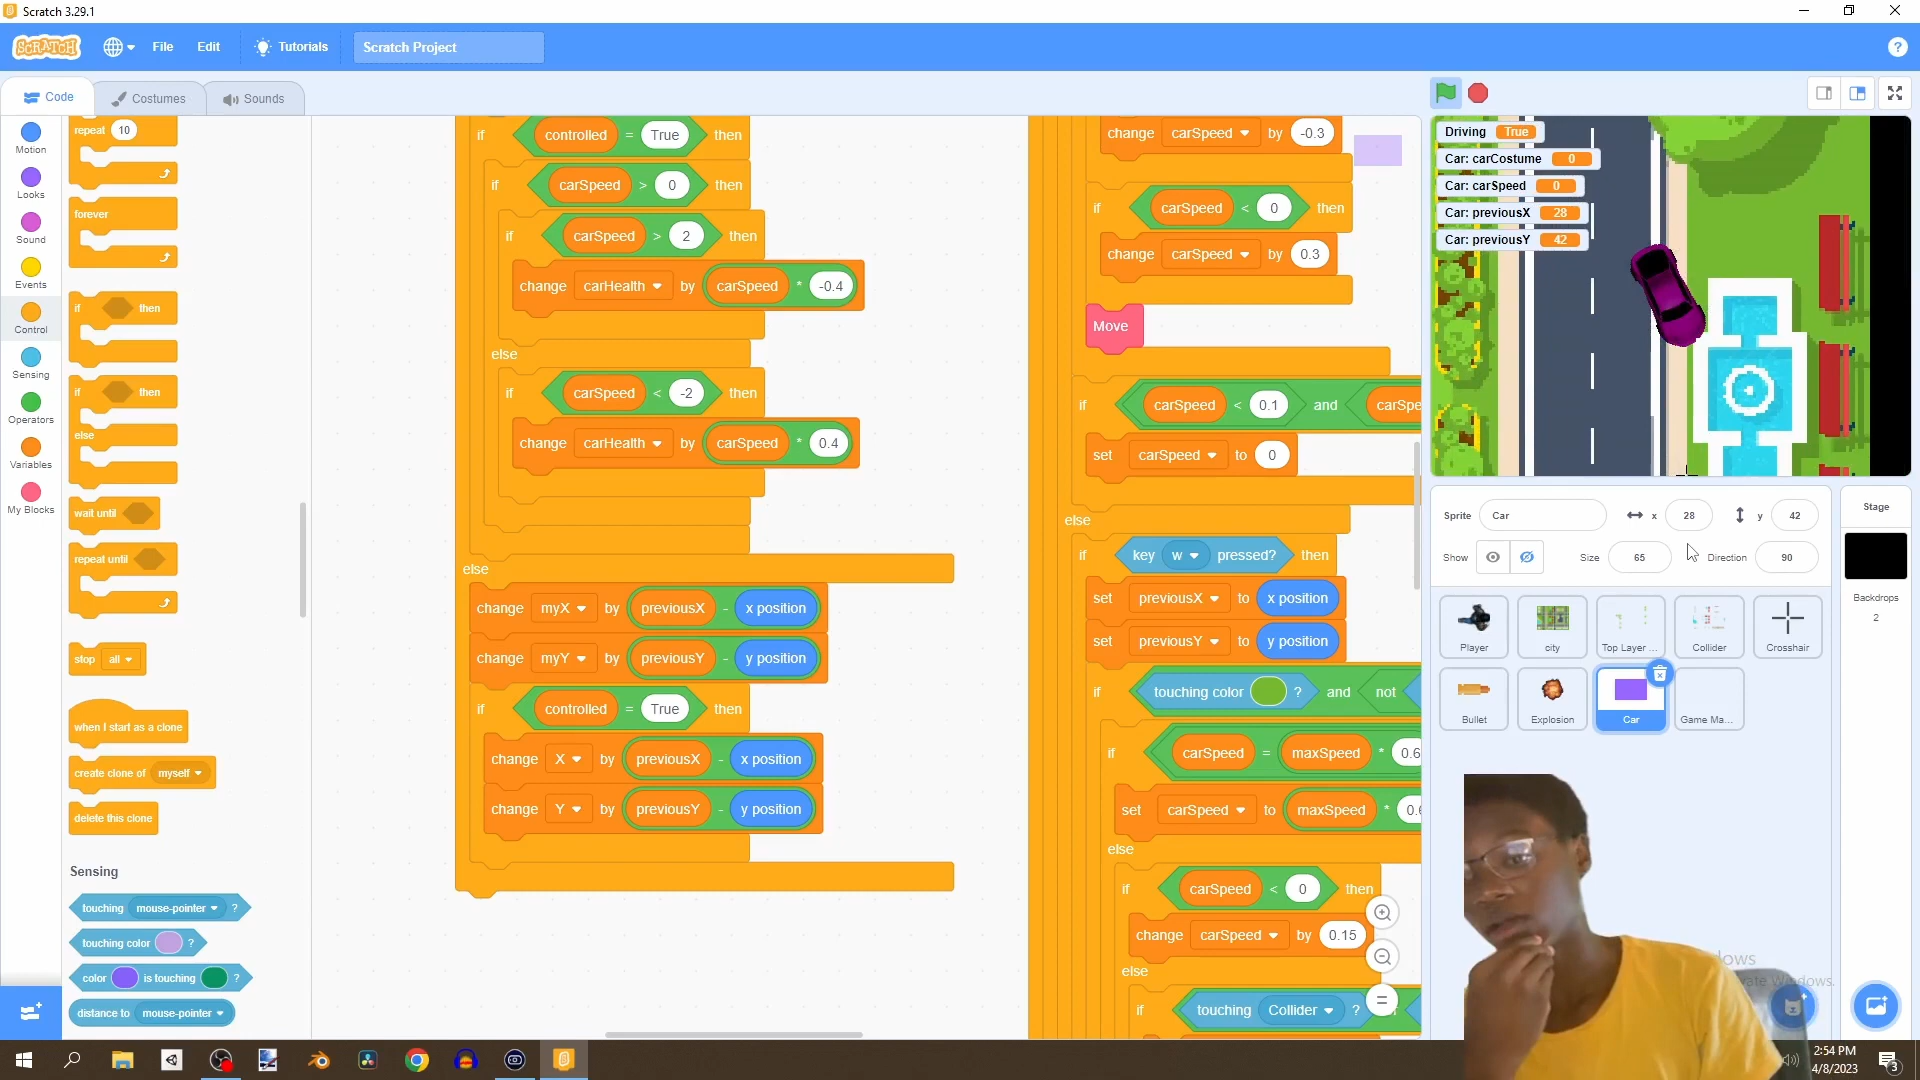 Scratch 3.29.1
SCRATCH File Edit Tutorials Scratch Project
Code Costumes Sounds
Motion
Looks
Sound
Events
Control
Sensing
Operators
Variables
My Blocks
repeat 10
forever
if then
if then
else
wait until
repeat until
stop all
when I start as a clone
create clone of myself
delete this clone
Sensing
touching mouse-pointer ?
touching color ?
color is touching ?
distance to mouse-pointer
if controlled = True then
if carSpeed > 0 then
if carSpeed > 2 then
change carHealth by carSpeed * -0.4
else
if carSpeed < -2 then
change carHealth by carSpeed * 0.4
else
change myX by previousX - x position
change myY by previousY - y position
if controlled = True then
change X by previousX - x position
change Y by previousY - y position
change carSpeed by -0.3
if carSpeed < 0 then
change carSpeed by 0.3
Move
if carSpeed < 0.1 and carSpe
set carSpeed to 0
else
if key w pressed? then
set previousX to x position
set previousY to y position
if touching color ? and not
if carSpeed = maxSpeed * 0.6
set carSpeed to maxSpeed * 0.6
else
if carSpeed < 0 then
change carSpeed by 0.15
else
if touching Collider ?
Driving True
Car: carCostume 0
Car: carSpeed 0
Car: previousX 28
Car: previousY 42
Sprite Car x 28 y 42
Show Size 65 Direction 90
Player city Top Layer ... Collider Crosshair
Bullet Explosion Car Game Ma...
Stage
Backdrops
2
2:54 PM
4/8/2023
3